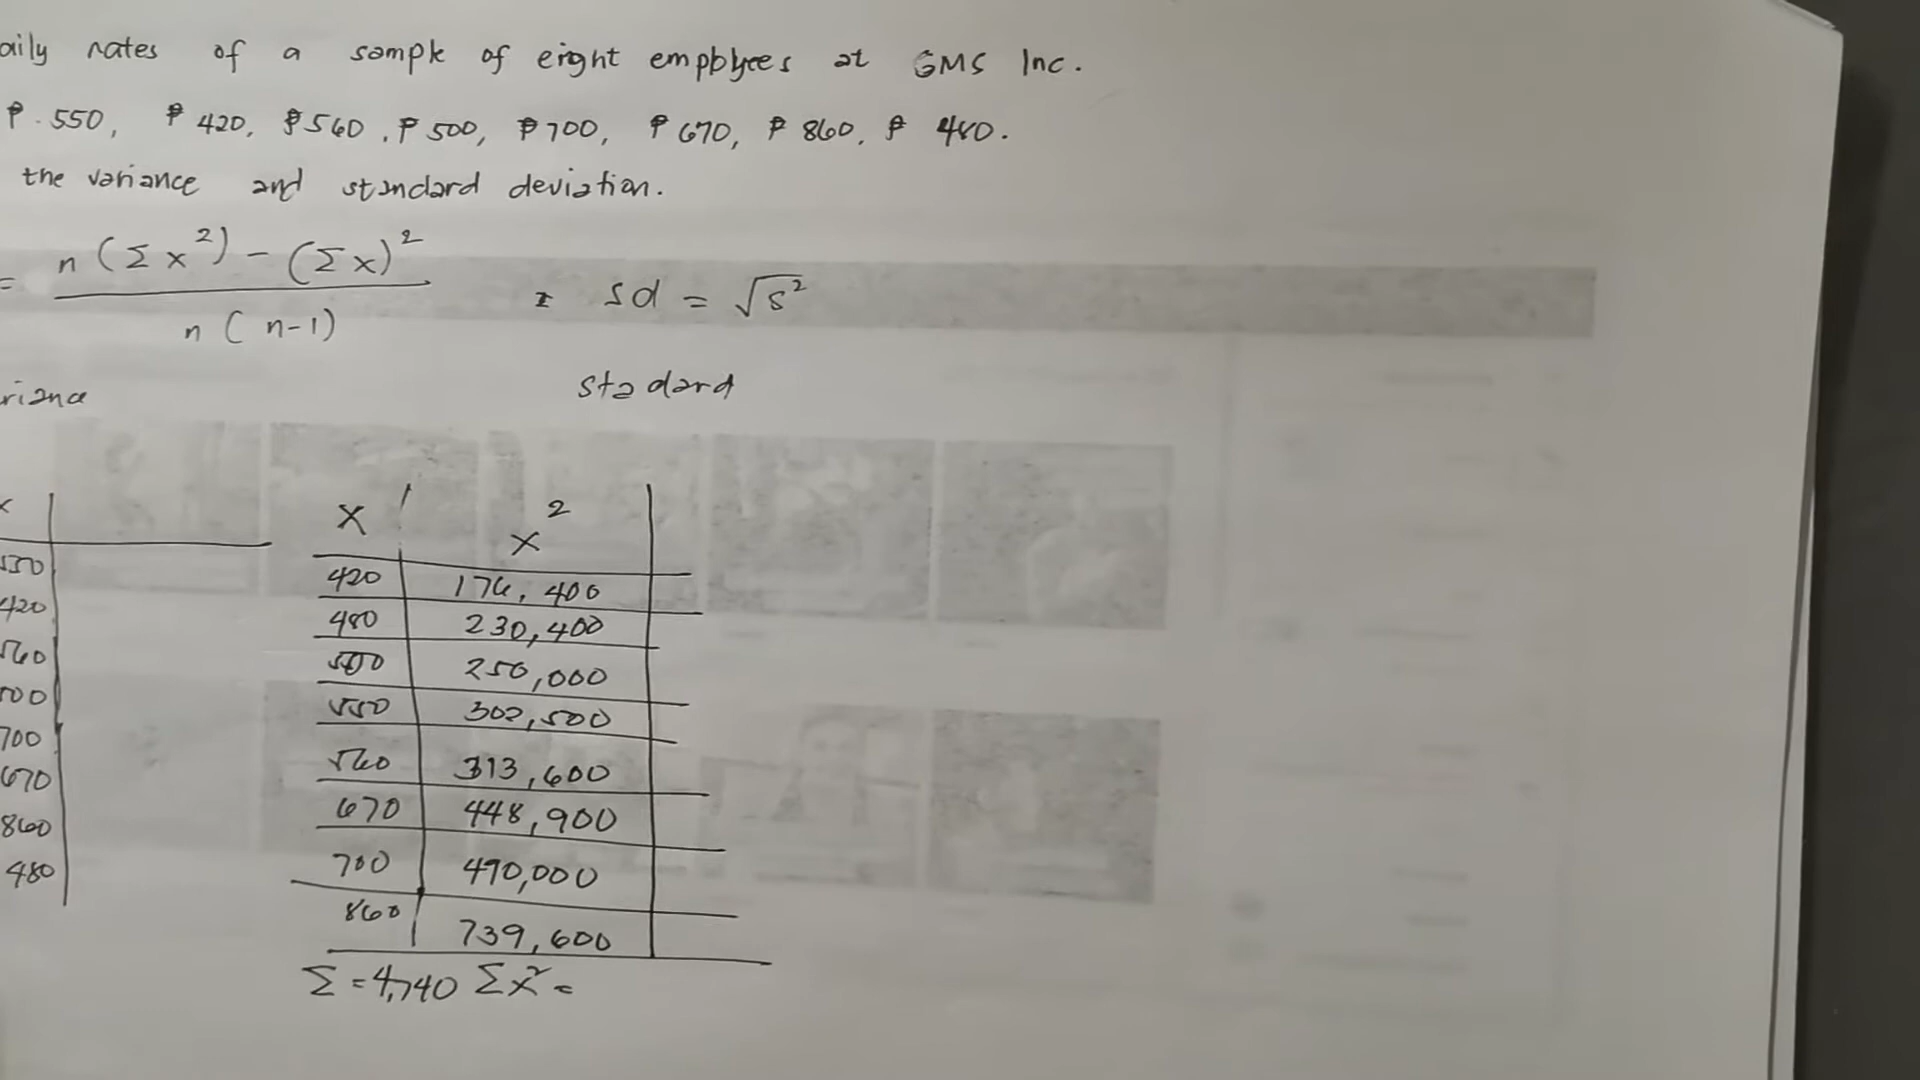 aily rates of a sample of eight employees at GMS Inc.
₱.550, ₱420, ₱560, ₱500, ₱700, ₱670, ₱860, ₱480.
the variance and standard deviation.
= n(Σx²) - (Σx)²
n(n-1)
: sd = √s²
riance
stadard
x
550
420
560
500
700
670
860
480
x x²
420 176,400
480 230,400
500 250,000
550 302,500
560 313,600
670 448,900
700 490,000
860 739,600
Σ = 4,740 Σx² =